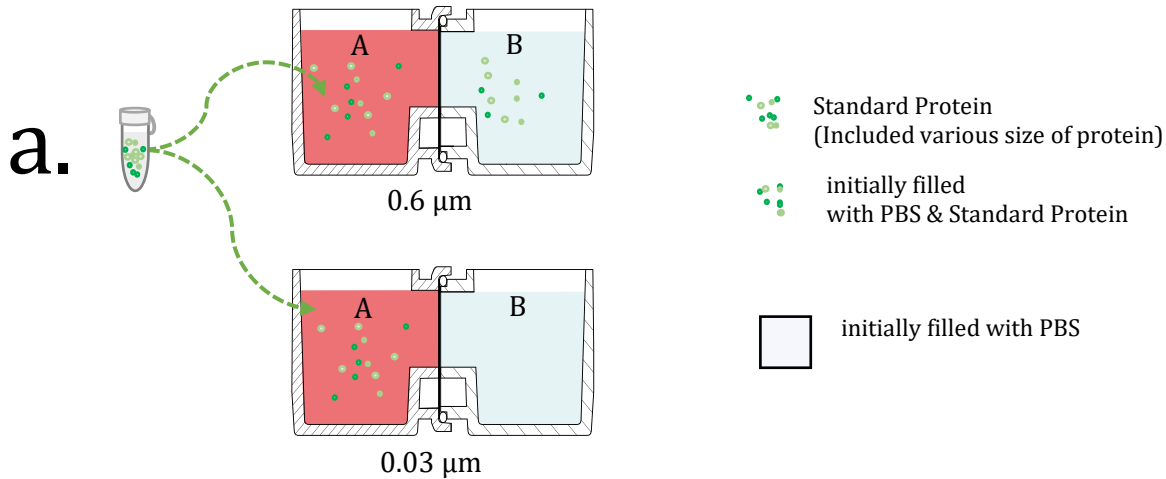 a.
A
B
0.6 μm
A
B
0.03 μm
Standard Protein
(Included various size of protein)
initially filled
with PBS & Standard Protein
initially filled with PBS